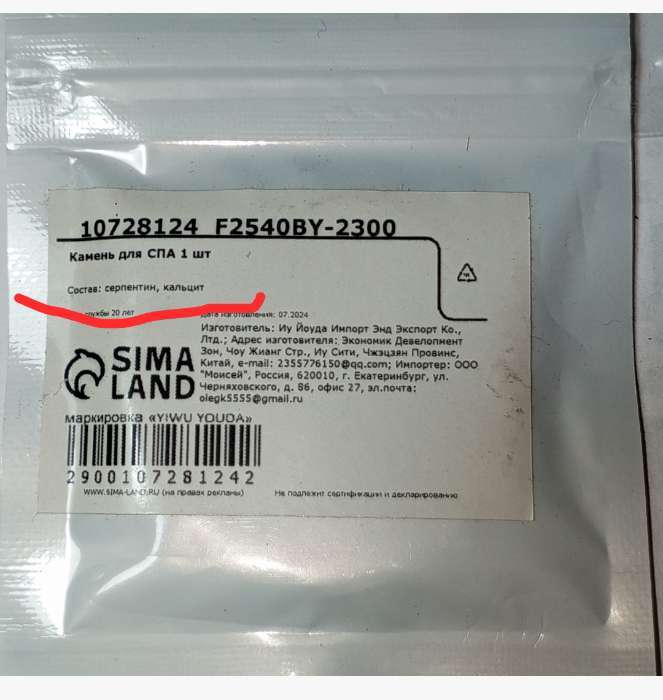 10728124 F2540BY-2300
Камень для СПА 1 шт
Состав: серпентин, кальцит
службы 20 лет
Дата изготовления: 07.2024
Изготовитель: Иу Йоуда Импорт Энд Экспорт Ко.,
Лтд.; Адрес изготовителя: Экономик Девелопмент
Зон, Чоу Жианг Стр., Иу Сити, Чжэцзян Провинс,
Китай, e-mail: 2355776150@qq.com; Импортер: ООО
"Моисей", Россия, 620010, г. Екатеринбург, ул.
Черняховского, д. 86, офис 27, эл.почта:
olegk5555@gmail.ru
SIMA
LAND
маркировка «YIWU YOUDA»
2900107281242
WWW.SIMA-LAND.RU (на правах рекламы)
Не подлежит сертификации и декларированию